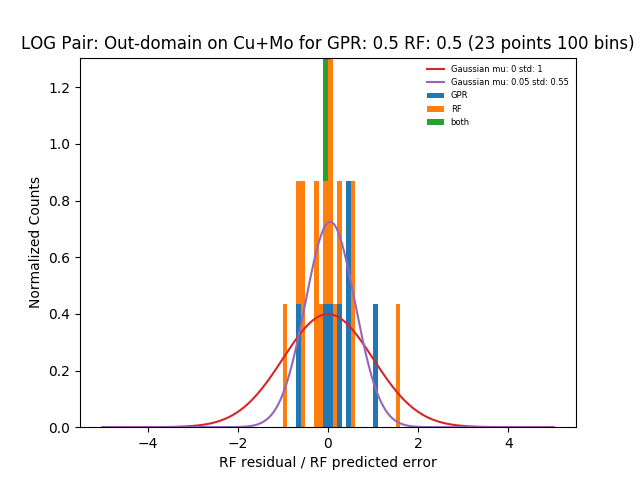 LOG Pair: Out-domain on Cu+Mo for GPR: 0.5 RF: 0.5 (23 points 100 bins)
Gaussian mu: 0 std: 1
Gaussian mu: 0.05 std: 0.55
GPR
RF
both
Normalized Counts
1.2
1.0
0.8
0.6
0.4
0.2
0.0
−4 −2 0 2 4
RF residual / RF predicted error